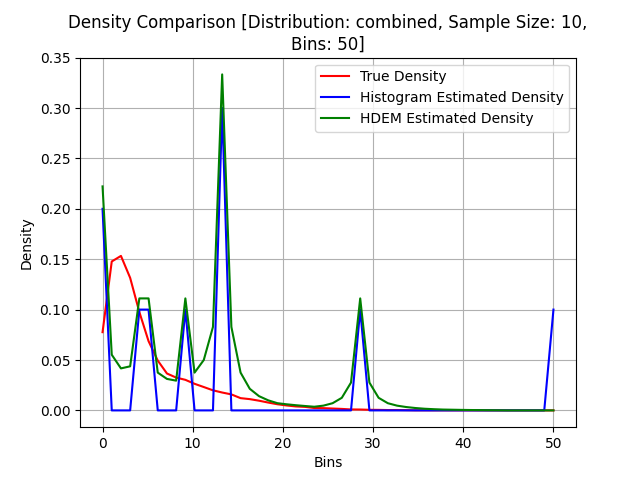 Density Comparison [Distribution: combined, Sample Size: 10,
Bins: 50]
True Density
Histogram Estimated Density
HDEM Estimated Density
Density
0.35
0.30
0.25
0.20
0.15
0.10
0.05
0.00
0 10 20 30 40 50
Bins